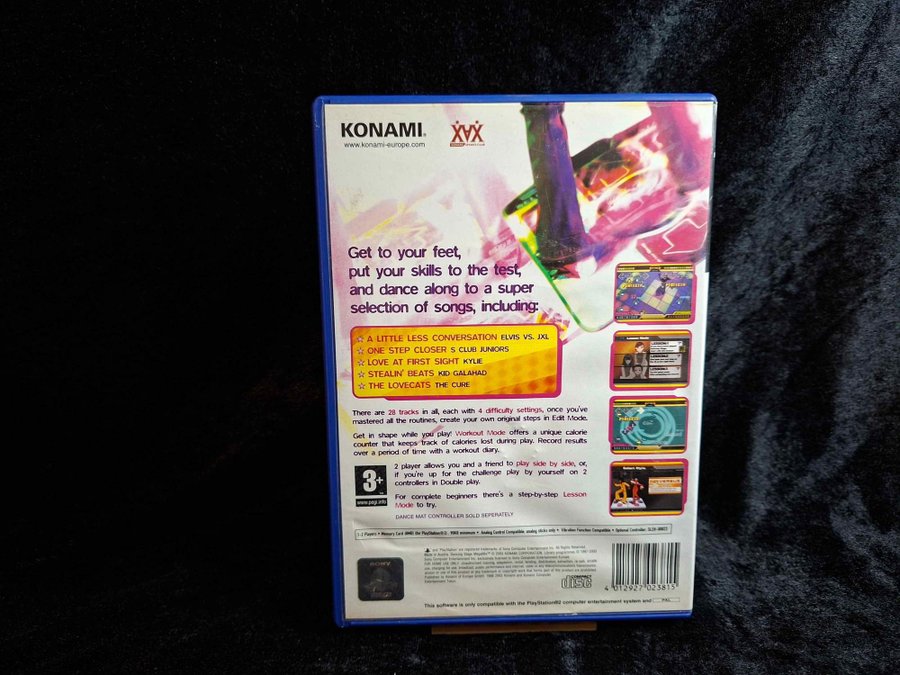 KONAMI
www.konami-europe.com
Get to your feet,
put your skills to the test,
and dance along to a super
selection of songs, including:
☆ A LITTLE LESS CONVERSATION ELVIS VS. JXL
☆ ONE STEP CLOSER S CLUB JUNIORS
☆ LOVE AT FIRST SIGHT KYLIE
☆ STEALIN' BEATS KID GALAHAD
☆ THE LOVECATS THE CURE
There are 28 tracks in all, each with 4 difficulty settings, once you've
mastered all the routines, create your own original steps in Edit Mode.
Get in shape while you play! Workout Mode offers a unique calorie
counter that keeps track of calories lost during play. Record results
over a period of time with a workout diary.
3+
www.pegi.info
2 player allows you and a friend to play side by side, or,
if you're up for the challenge play by yourself on 2
controllers in Double play.
For complete beginners there's a step-by-step Lesson
Mode to try.
DANCE MAT CONTROLLER SOLD SEPERATELY
SONY
COMPACT
disc
4 012927 023815
This software is only compatible with the PlayStation®2 computer entertainment system and PAL